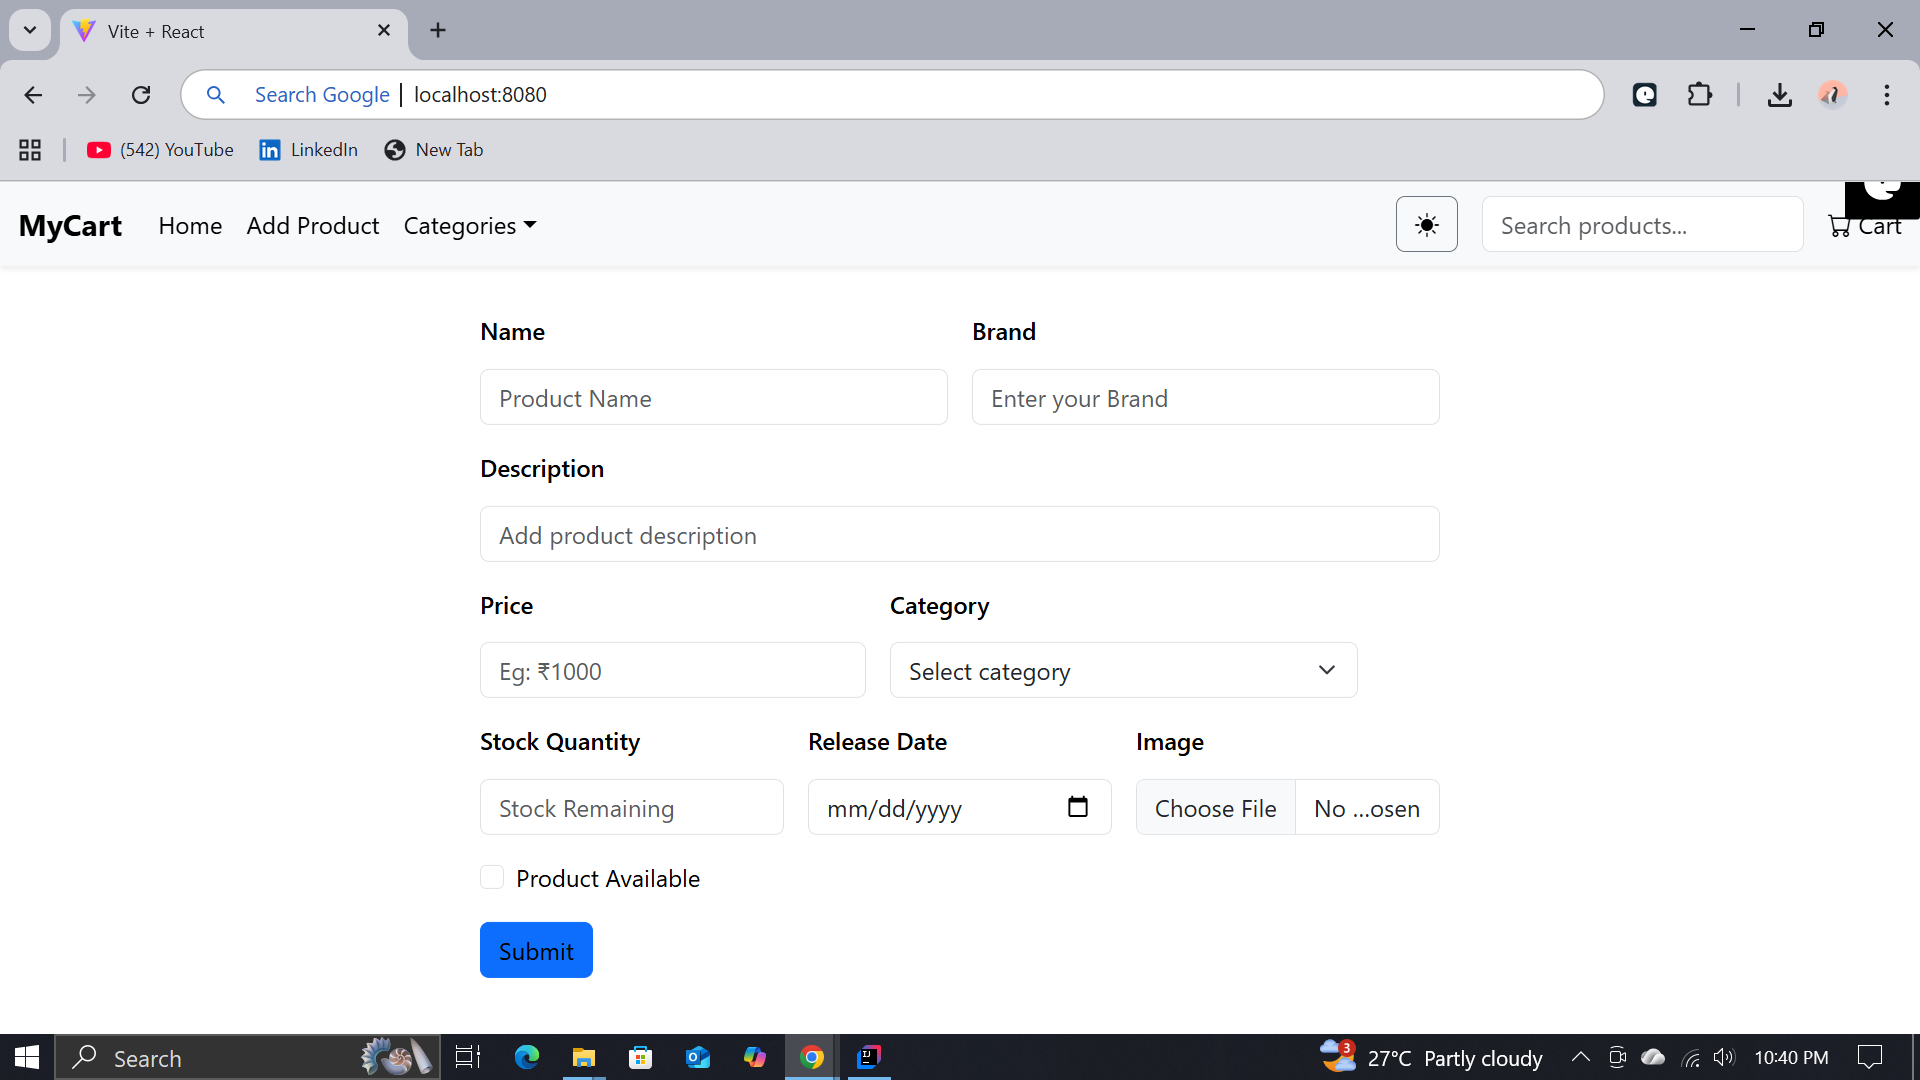 Vite + React
Search Google | localhost:8080
(542) YouTube
LinkedIn
New Tab
MyCart
Home
Add Product
Categories
Search products...
Cart
Name
Brand
Product Name
Enter your Brand
Description
Add product description
Price
Category
Eg: ₹1000
Select category
Stock Quantity
Release Date
Image
Stock Remaining
mm/dd/yyyy
Choose File
No ...osen
Product Available
Submit
Search
3
27°C Partly cloudy
10:40 PM